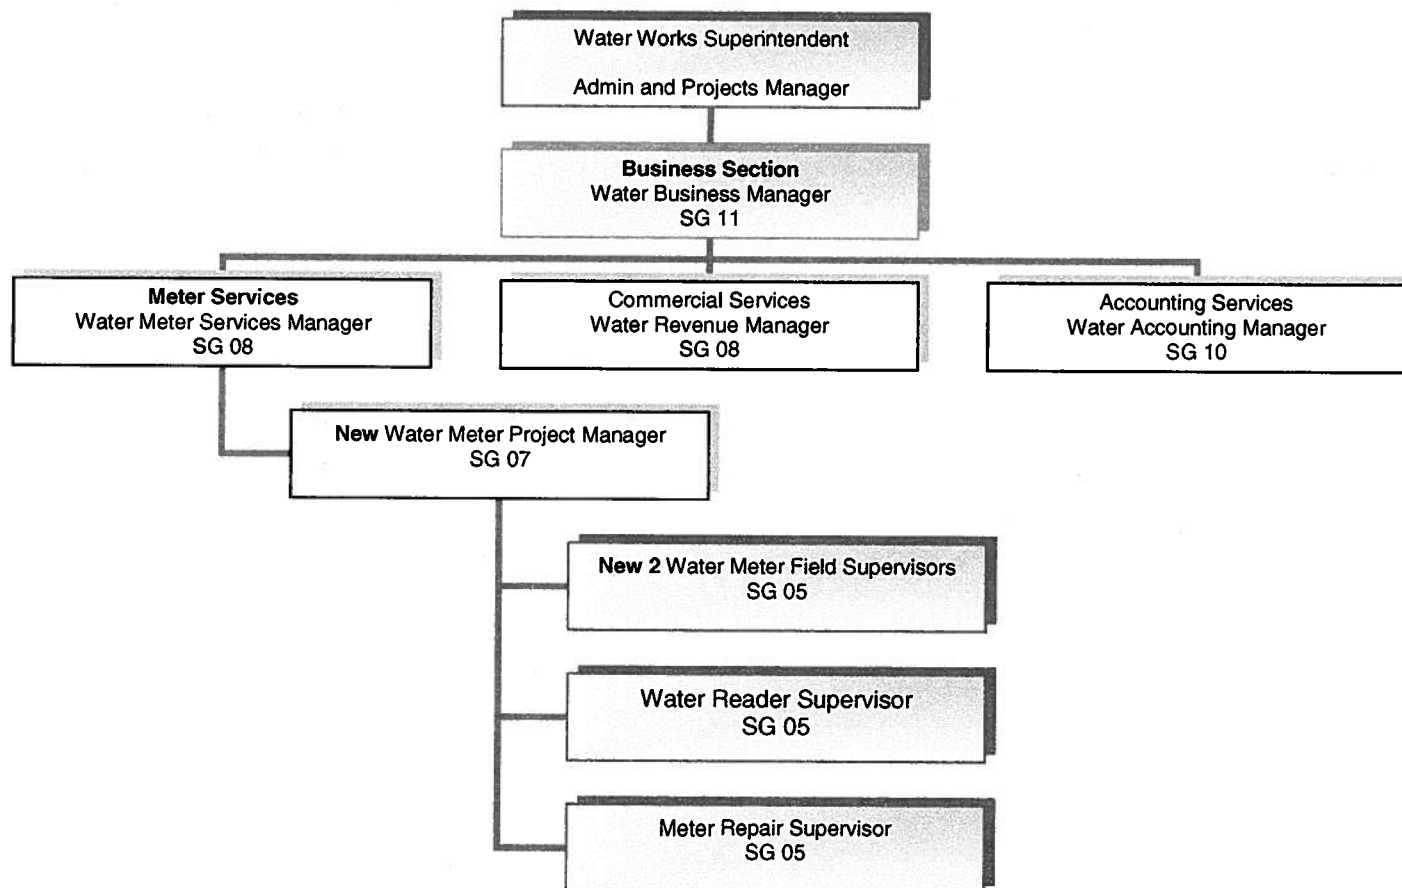 Water Works Superintendent
Admin and Projects Manager
Business Section
Water Business Manager
SG 11
Meter Services
Water Meter Services Manager
SG 08
Commercial Services
Water Revenue Manager
SG 08
Accounting Services
Water Accounting Manager
SG 10
New Water Meter Project Manager
SG 07
New 2 Water Meter Field Supervisors
SG 05
Water Reader Supervisor
SG 05
Meter Repair Supervisor
SG 05